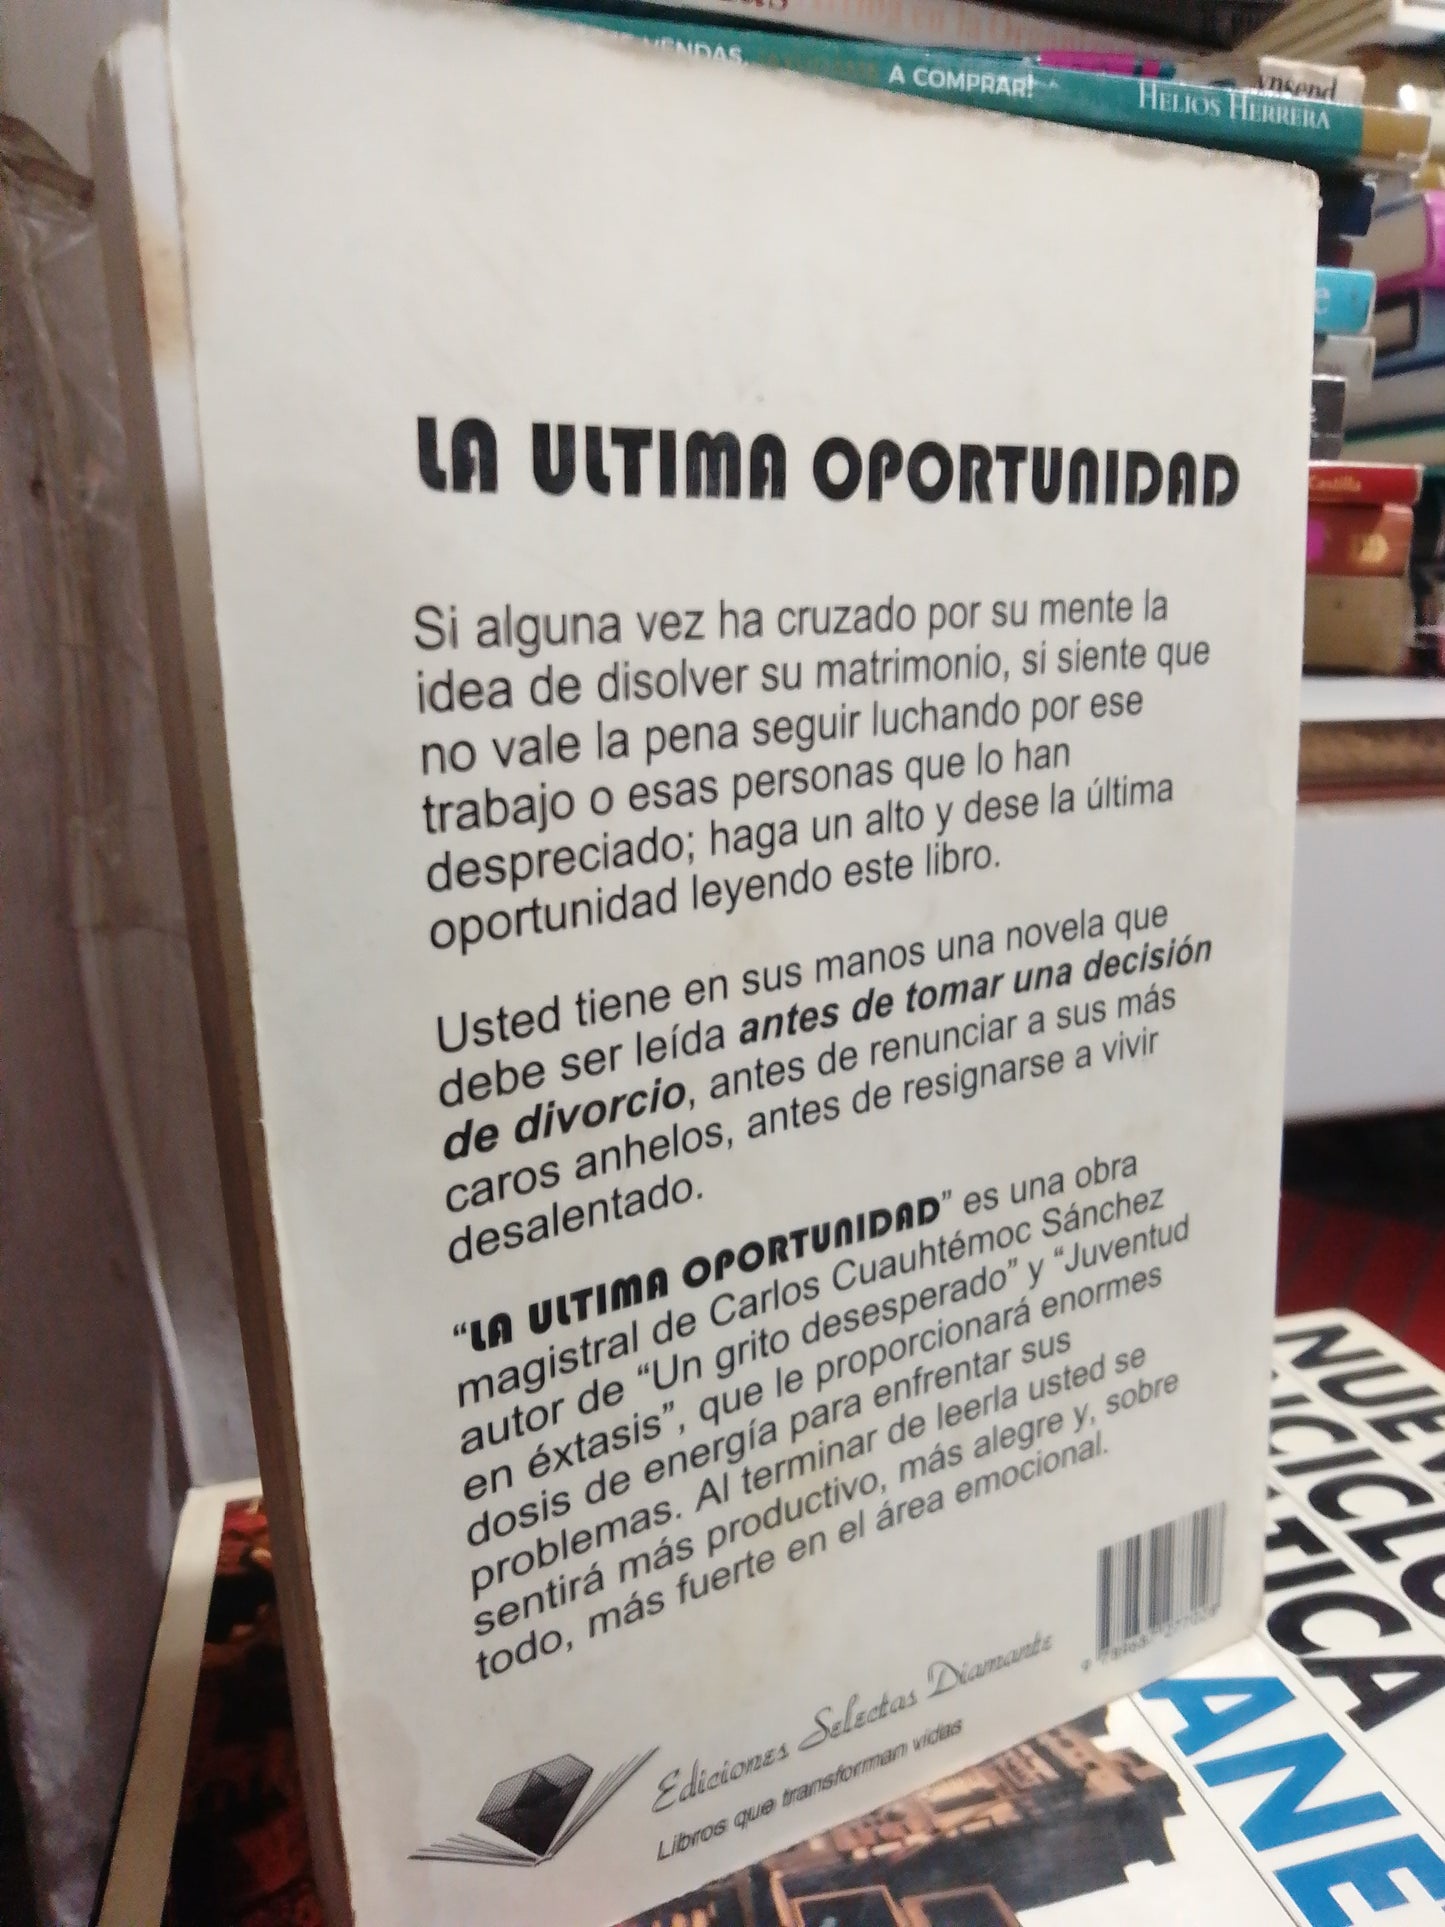 VENDAS,
A COMPRAR!
HELIOS HERRERA
Castilla
LA ULTIMA OPORTUNIDAD
Si alguna vez ha cruzado por su mente la
idea de disolver su matrimonio, si siente que
no vale la pena seguir luchando por ese
trabajo o esas personas que lo han
despreciado; haga un alto y dese la última
oportunidad leyendo este libro.
Usted tiene en sus manos una novela que
debe ser leída antes de tomar una decisión
de divorcio, antes de renunciar a sus más
caros anhelos, antes de resignarse a vivir
desalentado.
“LA ULTIMA OPORTUNIDAD” es una obra
magistral de Carlos Cuauhtémoc Sánchez
autor de “Un grito desesperado” y “Juventud
en éxtasis”, que le proporcionará enormes
dosis de energía para enfrentar sus
problemas. Al terminar de leerla usted se
sentirá más productivo, más alegre y, sobre
todo, más fuerte en el área emocional.
Ediciones Selectas Diamante
Libros que transforman vidas